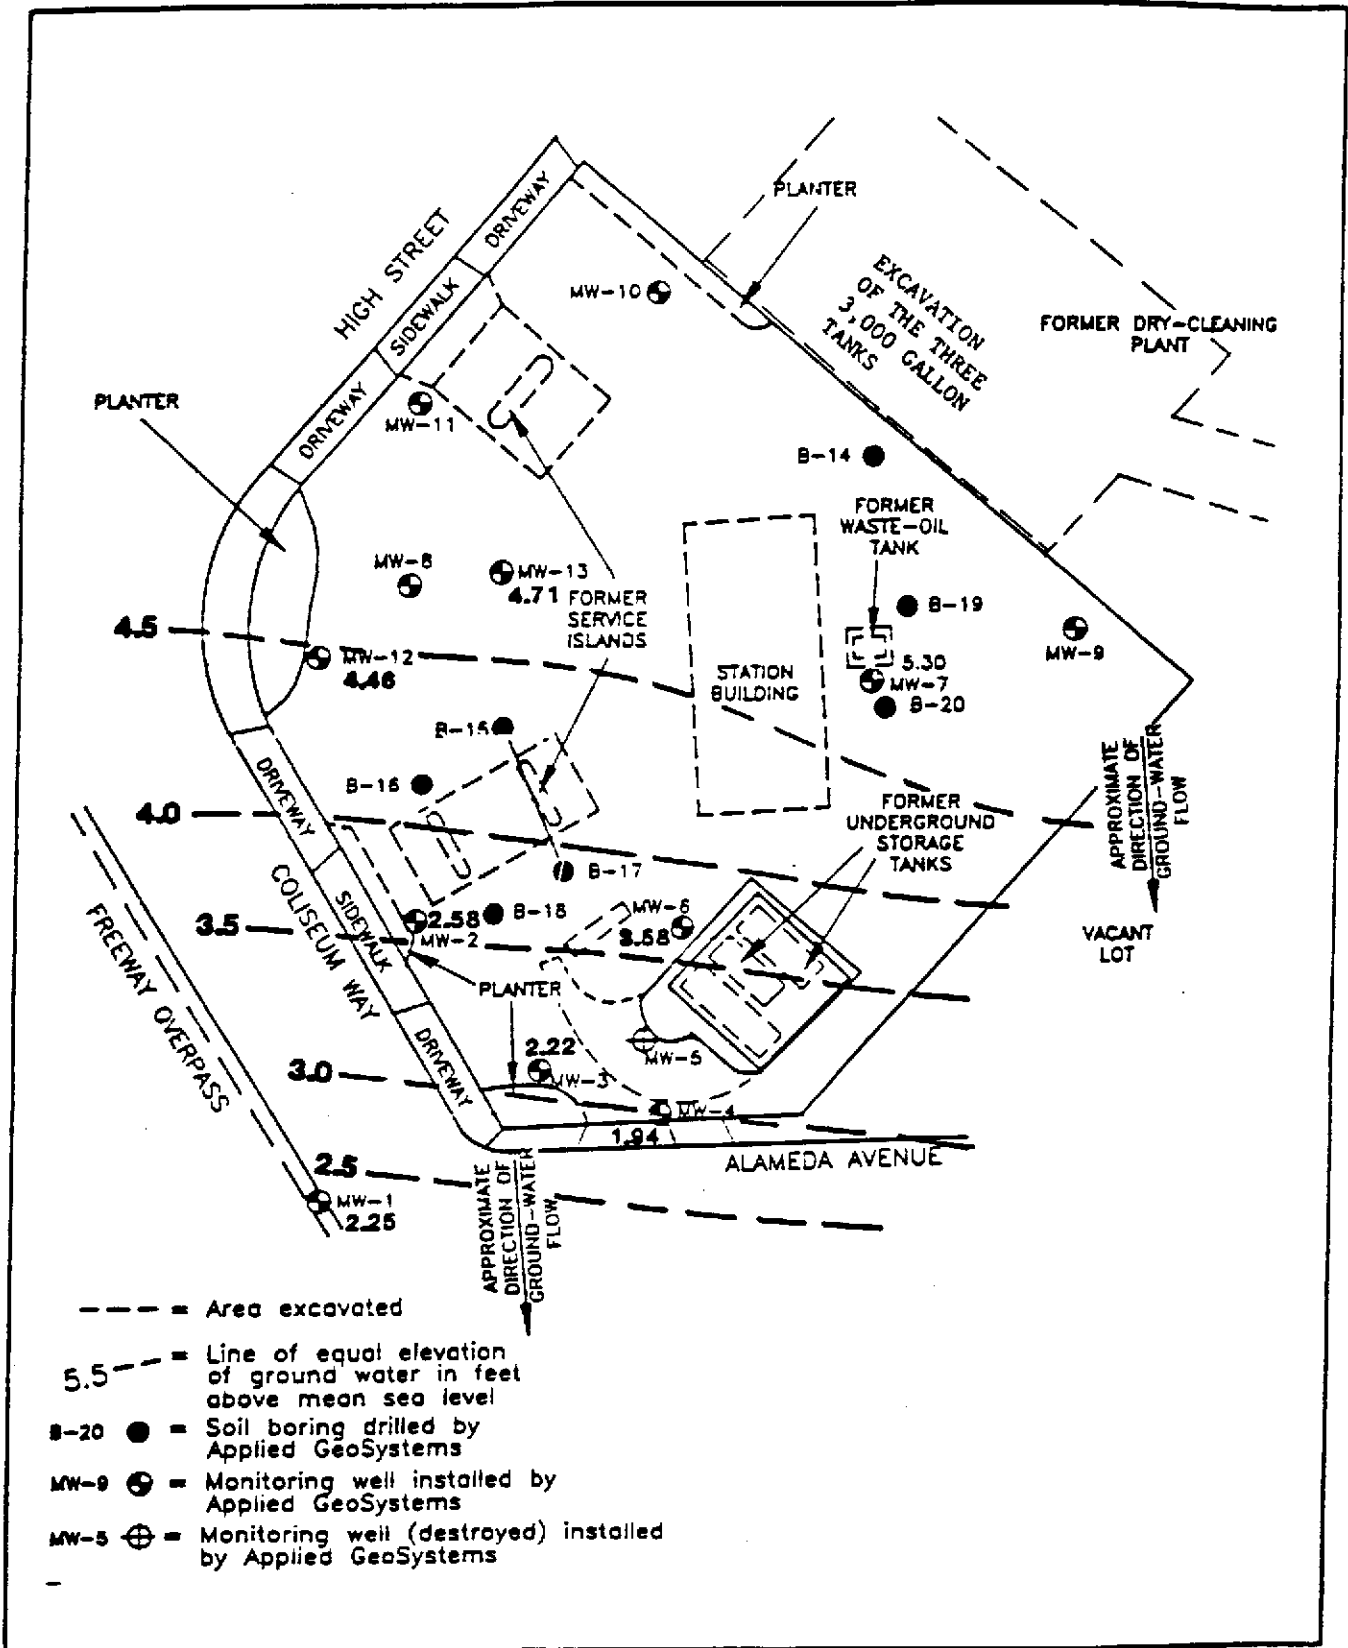 HIGH STREET
DRIVEWAY
SIDEWALK
DRIVEWAY
PLANTER
PLANTER
MW-10
EXCAVATION
OF THE THREE
3,000 GALLON
TANKS
FORMER DRY-CLEANING
PLANT
MW-11
B-14
FORMER
WASTE-OIL
TANK
MW-8
MW-13
4.71
FORMER
SERVICE
ISLANDS
B-19
MW-9
4.5
MW-12
4.46
STATION
BUILDING
5.30
MW-7
B-20
B-15
B-16
DRIVEWAY
4.0
FORMER
UNDERGROUND
STORAGE
TANKS
APPROXIMATE
DIRECTION OF
GROUND-WATER
FLOW
B-17
COLISEUM WAY
SIDEWALK
FREEWAY OVERPASS
3.5
2.58
MW-2
B-18
MW-6
3.58
VACANT
LOT
PLANTER
DRIVEWAY
2.22
MW-3
MW-5
3.0
MW-4
1.94
ALAMEDA AVENUE
2.5
MW-1
2.25
APPROXIMATE
DIRECTION OF
GROUND-WATER
FLOW
= Area excavated
5.5 = Line of equal elevation
of ground water in feet
above mean sea level
B-20 = Soil boring drilled by
Applied GeoSystems
MW-9 = Monitoring well installed by
Applied GeoSystems
MW-5 = Monitoring well (destroyed) installed
by Applied GeoSystems